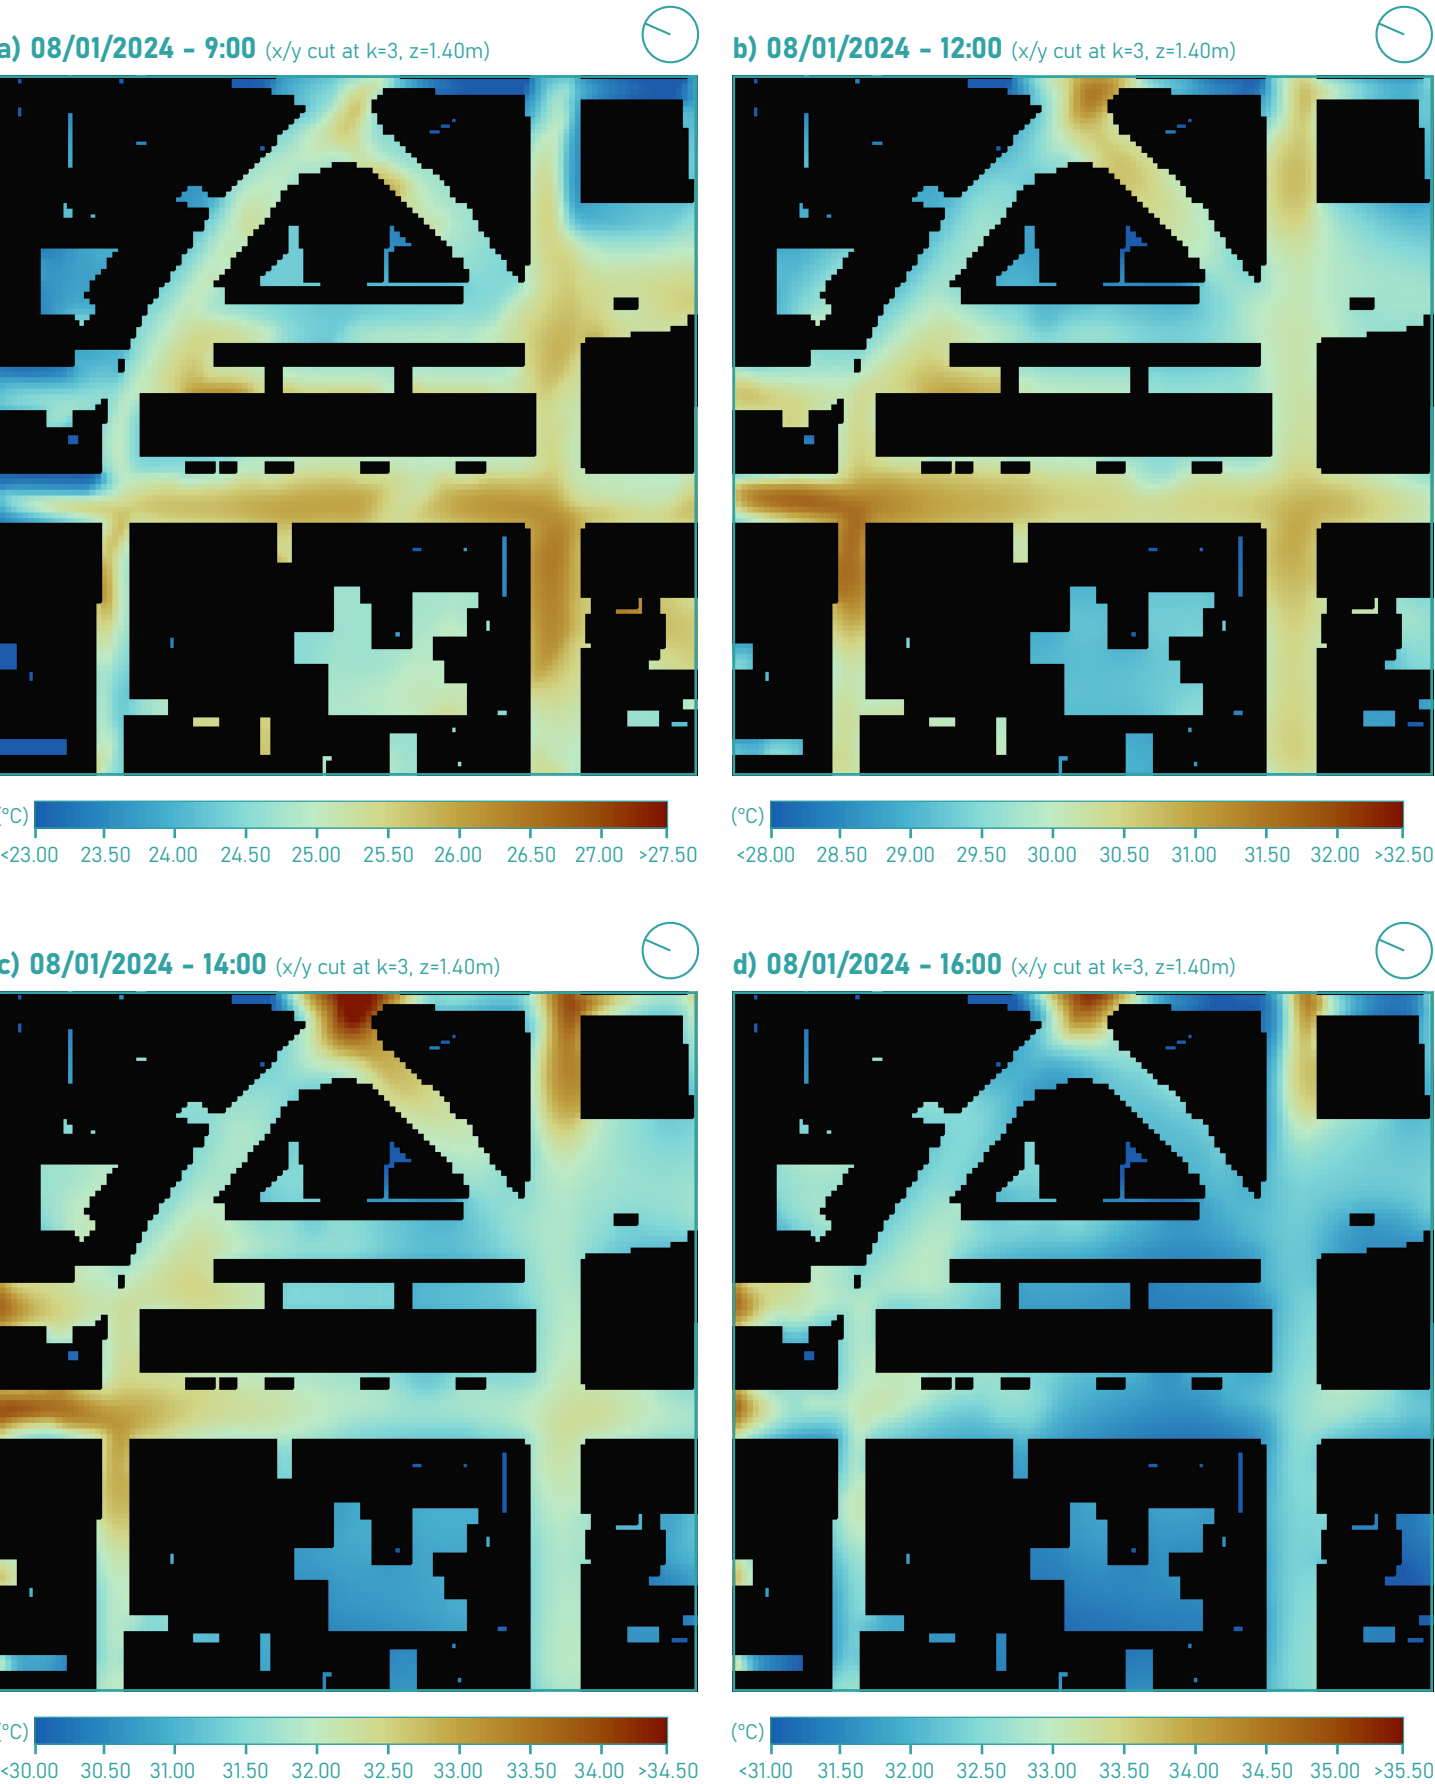 a) 08/01/2024 - 9:00 (x/y cut at k=3, z=1.40m)
b) 08/01/2024 - 12:00 (x/y cut at k=3, z=1.40m)
(°C)
<23.00 23.50 24.00 24.50 25.00 25.50 26.00 26.50 27.00 >27.50
(°C)
<28.00 28.50 29.00 29.50 30.00 30.50 31.00 31.50 32.00 >32.50
c) 08/01/2024 - 14:00 (x/y cut at k=3, z=1.40m)
d) 08/01/2024 - 16:00 (x/y cut at k=3, z=1.40m)
(°C)
<30.00 30.50 31.00 31.50 32.00 32.50 33.00 33.50 34.00 >34.50
(°C)
<31.00 31.50 32.00 32.50 33.00 33.50 34.00 34.50 35.00 >35.50